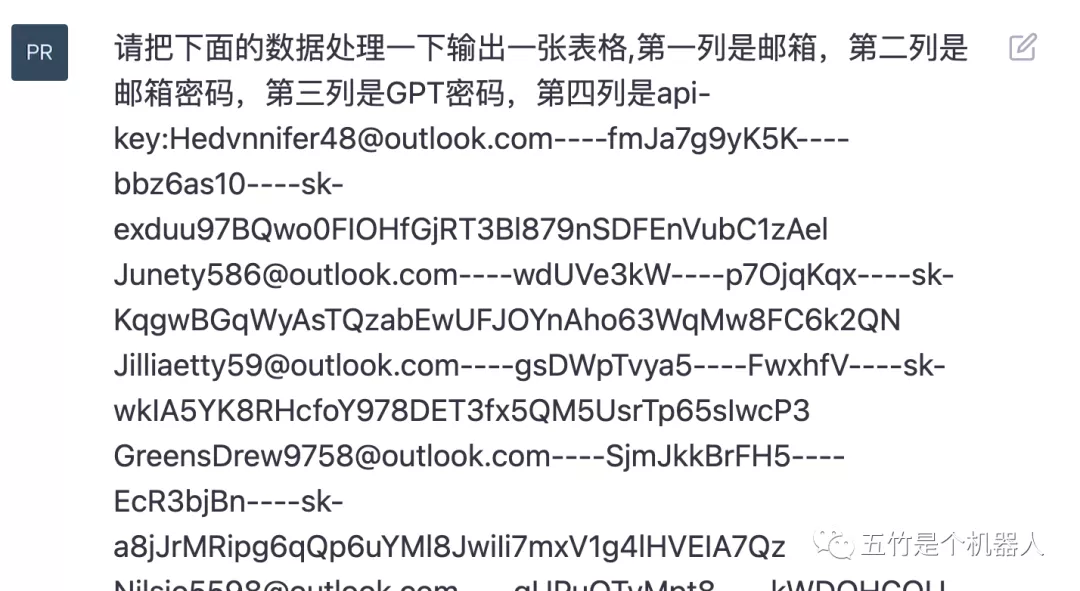 PR
请把下面的数据处理一下输出一张表格,第一列是邮箱，第二列是
邮箱密码，第三列是GPT密码，第四列是api-
key:Hedvnnifer48@outlook.com----fmJa7g9yK5K----
bbz6as10----sk-
exduu97BQwo0FIOHfGjRT3Bl879nSDFEnVubC1zAel
Junety586@outlook.com----wdUVe3kW----p7OjqKqx----sk-
KqgwBGqWyAsTQzabEwUFJOYnAho63WqMw8FC6k2QN
Jilliaetty59@outlook.com----gsDWpTvya5----FwxhfV----sk-
wkIA5YK8RHcfoY978DET3fx5QM5UsrTp65sIwcP3
GreensDrew9758@outlook.com----SjmJkkBrFH5----
EcR3bjBn----sk-
a8jJrMRipg6qQp6uYMl8Jwili7mxV1g4lHVEIA7Qz
五竹是个机器人